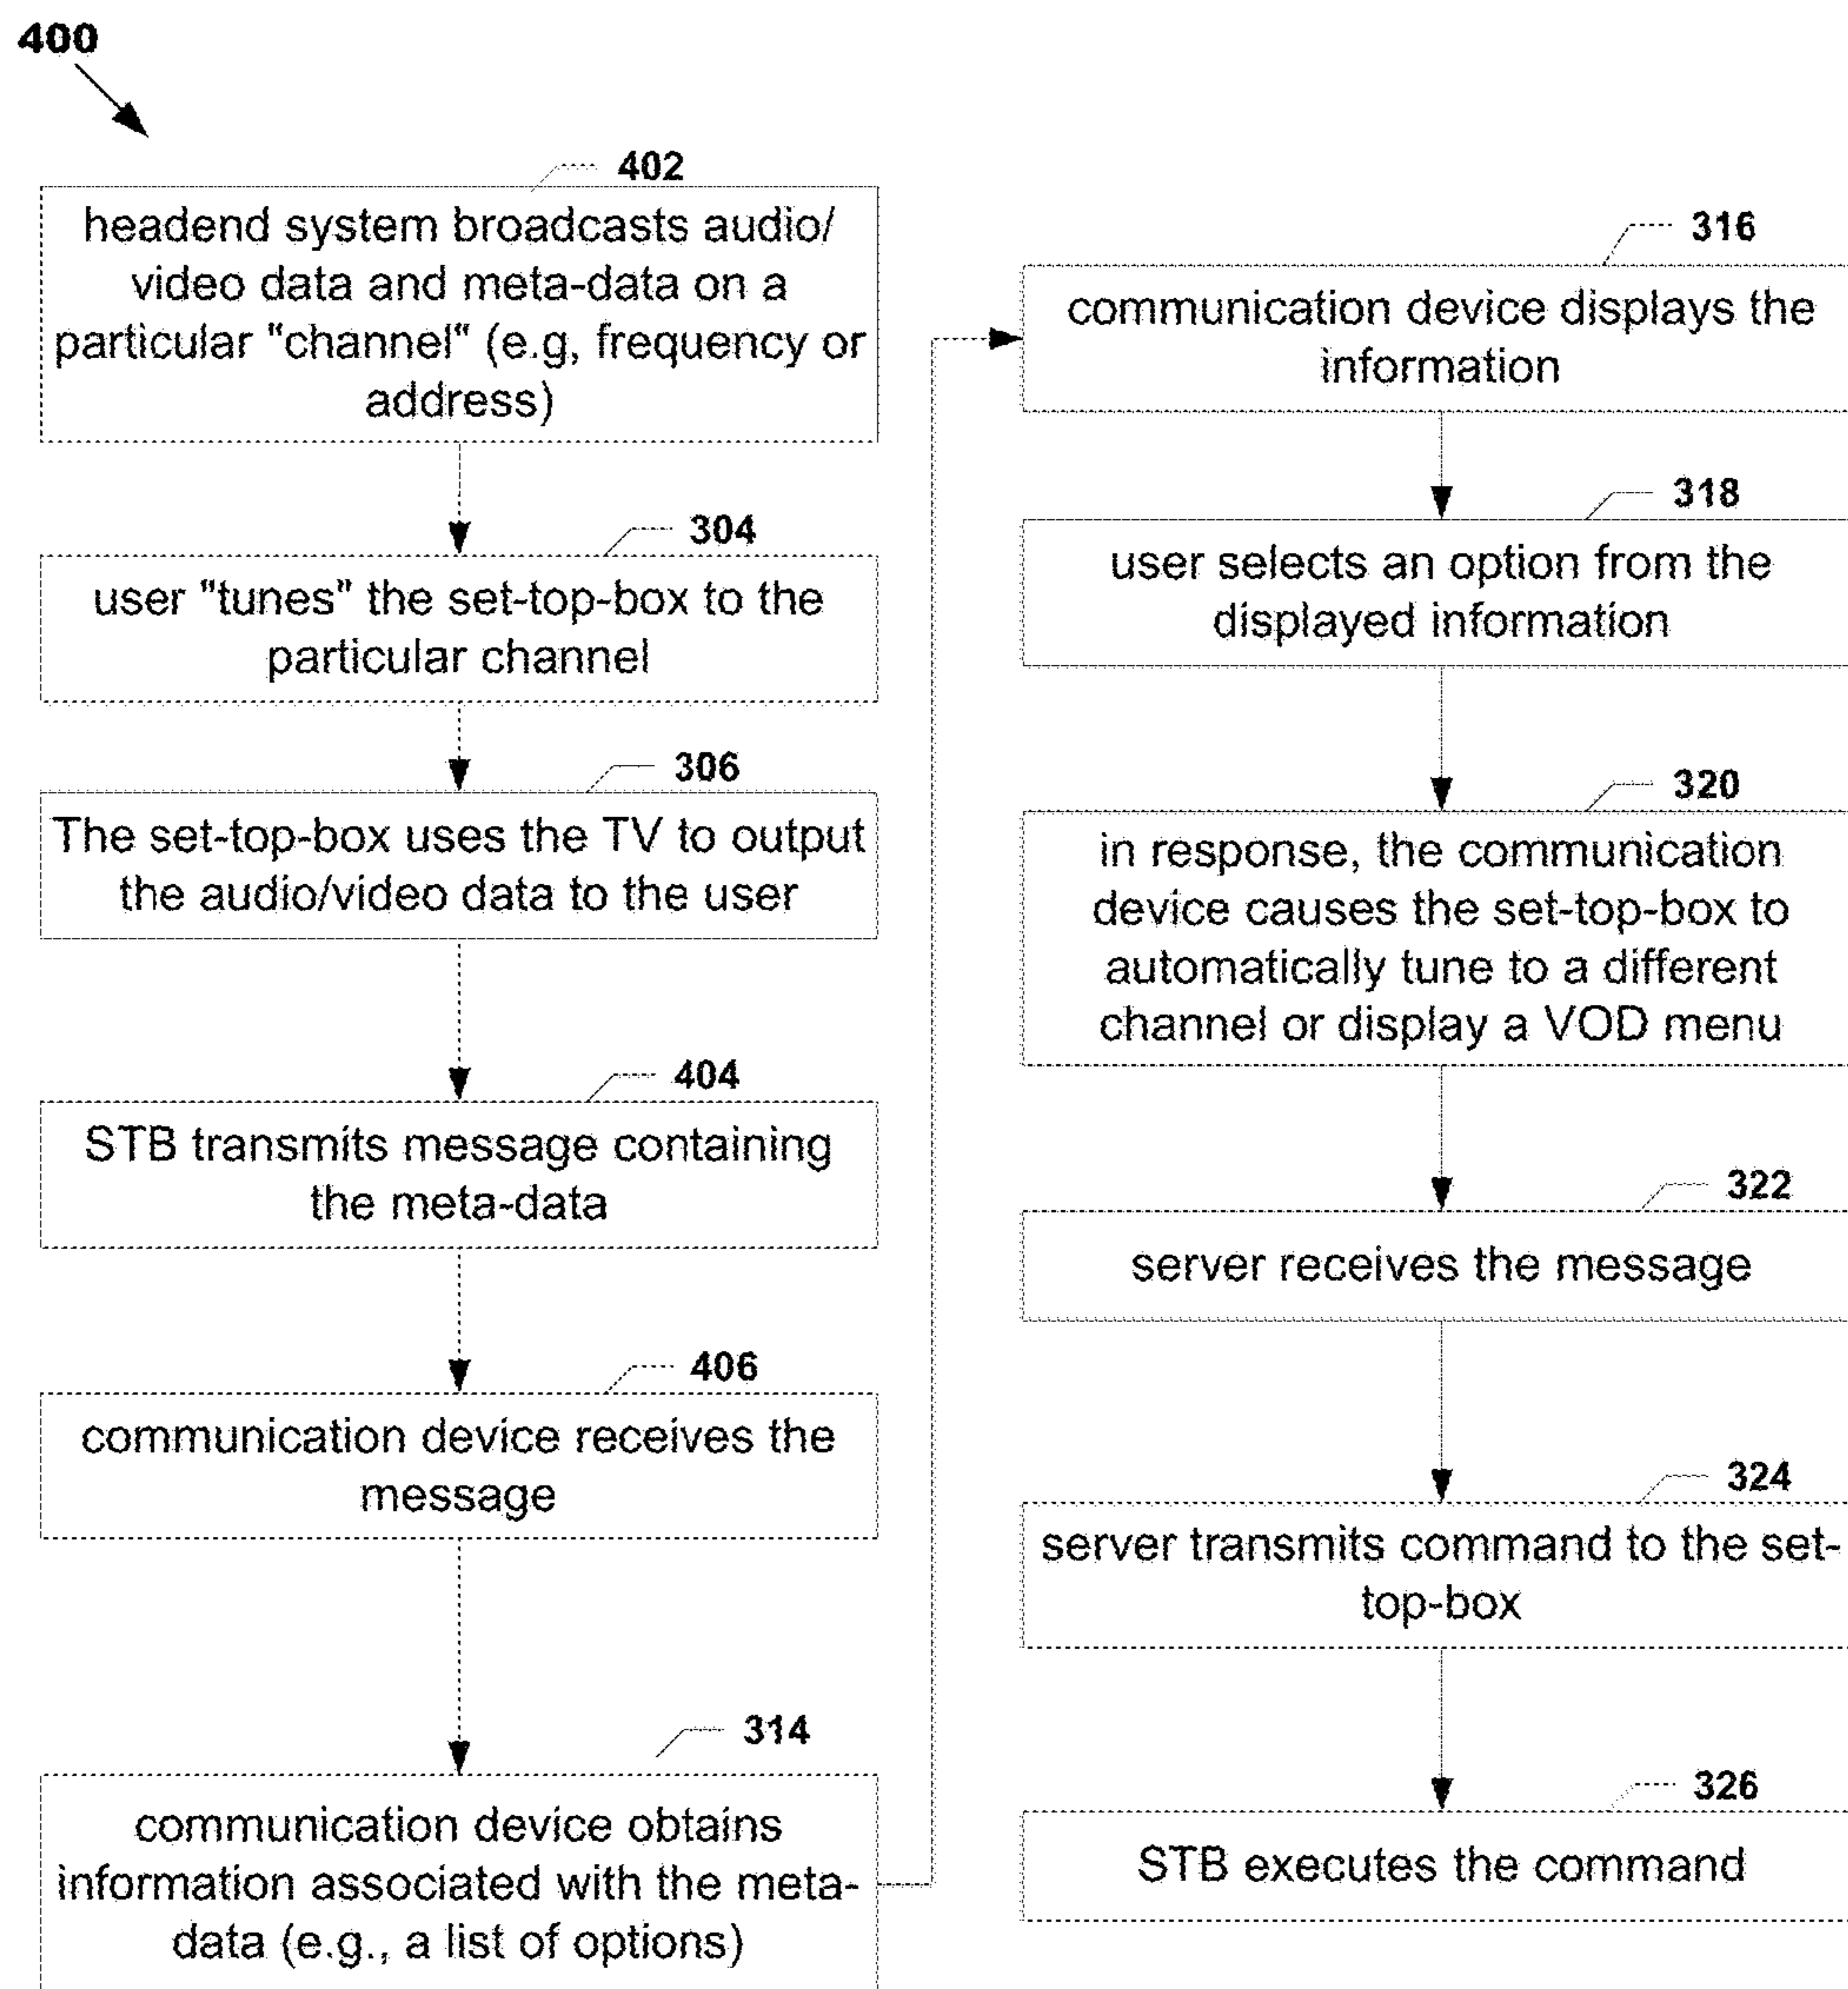 400
402
headend system broadcasts audio/
video data and meta-data on a
particular "channel" (e.g, frequency or
address)
304
user "tunes" the set-top-box to the
particular channel
306
The set-top-box uses the TV to output
the audio/video data to the user
404
STB transmits message containing
the meta-data
406
communication device receives the
message
314
communication device obtains
information associated with the meta-
data (e.g., a list of options)
316
communication device displays the
information
318
user selects an option from the
displayed information
320
in response, the communication
device causes the set-top-box to
automatically tune to a different
channel or display a VOD menu
322
server receives the message
324
server transmits command to the set-
top-box
326
STB executes the command